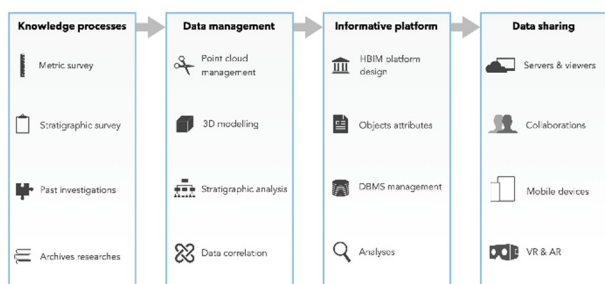 Knowledge processes
Metric survey
Stratigraphic survey
Past investigations
Archives researches
Data management
Point cloud
management
3D modelling
Stratigraphic analysis
Data correlation
Informative platform
HBIM platform
design
Objects attributes
DBMS management
Analyses
Data sharing
Servers & viewers
Collaborations
Mobile devices
VR & AR